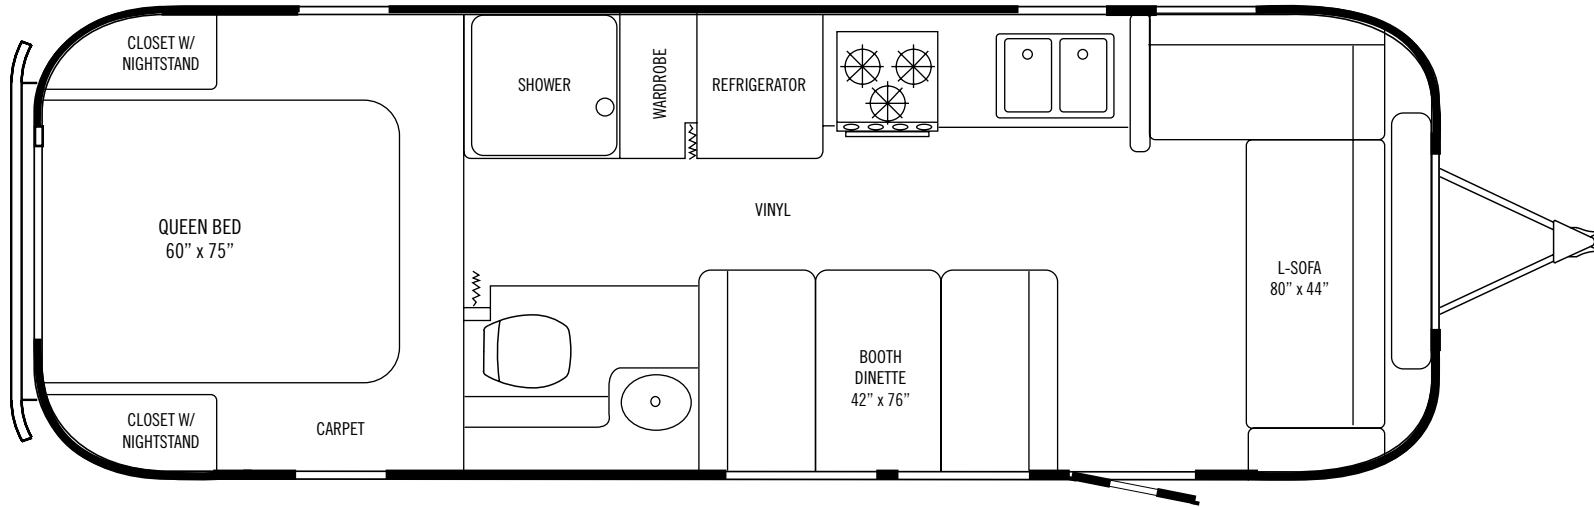 CLOSET W/
NIGHTSTAND
SHOWER
WARDROBE
REFRIGERATOR
QUEEN BED
60” x 75”
VINYL
L-SOFA
80” x 44”
BOOTH
DINETTE
42” x 76”
CLOSET W/
NIGHTSTAND
CARPET